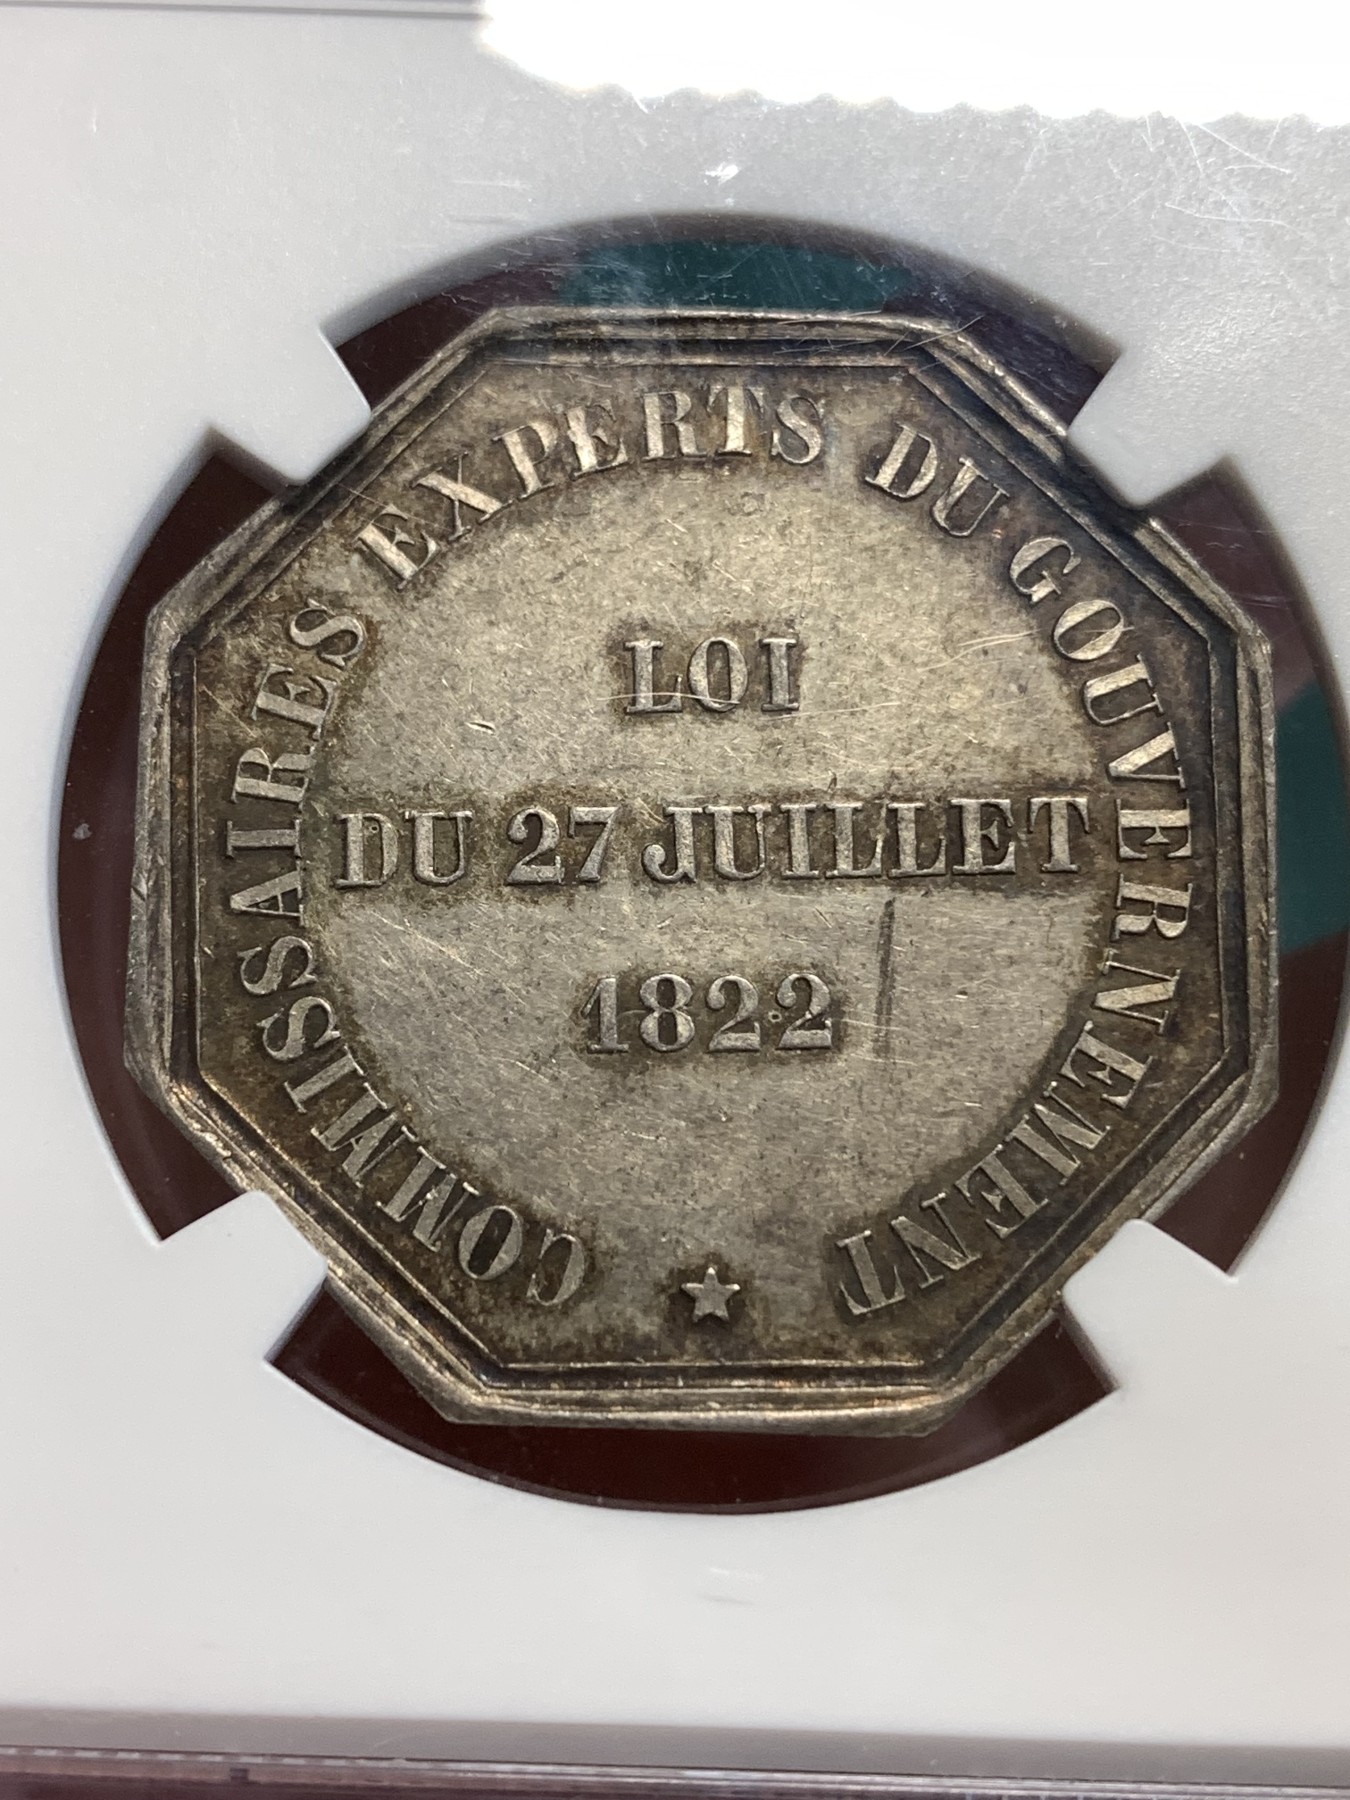 COMMISSAIRES EXPERTS DU GOUVERNEMENT
LOI
DU 27 JUILLET
1822